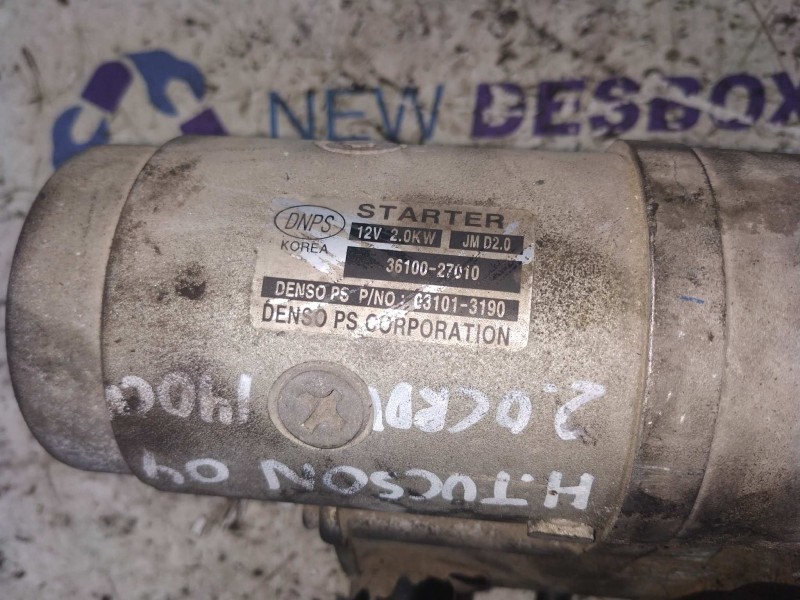 NEW DESBOX
DNPS
KOREA
STARTER
12V 2.0KW JM D2.0
36100-27010
DENSO PS P/NO : 03101-3190
DENSO PS CORPORATION
H.TUCSON 04
2.0CRDI